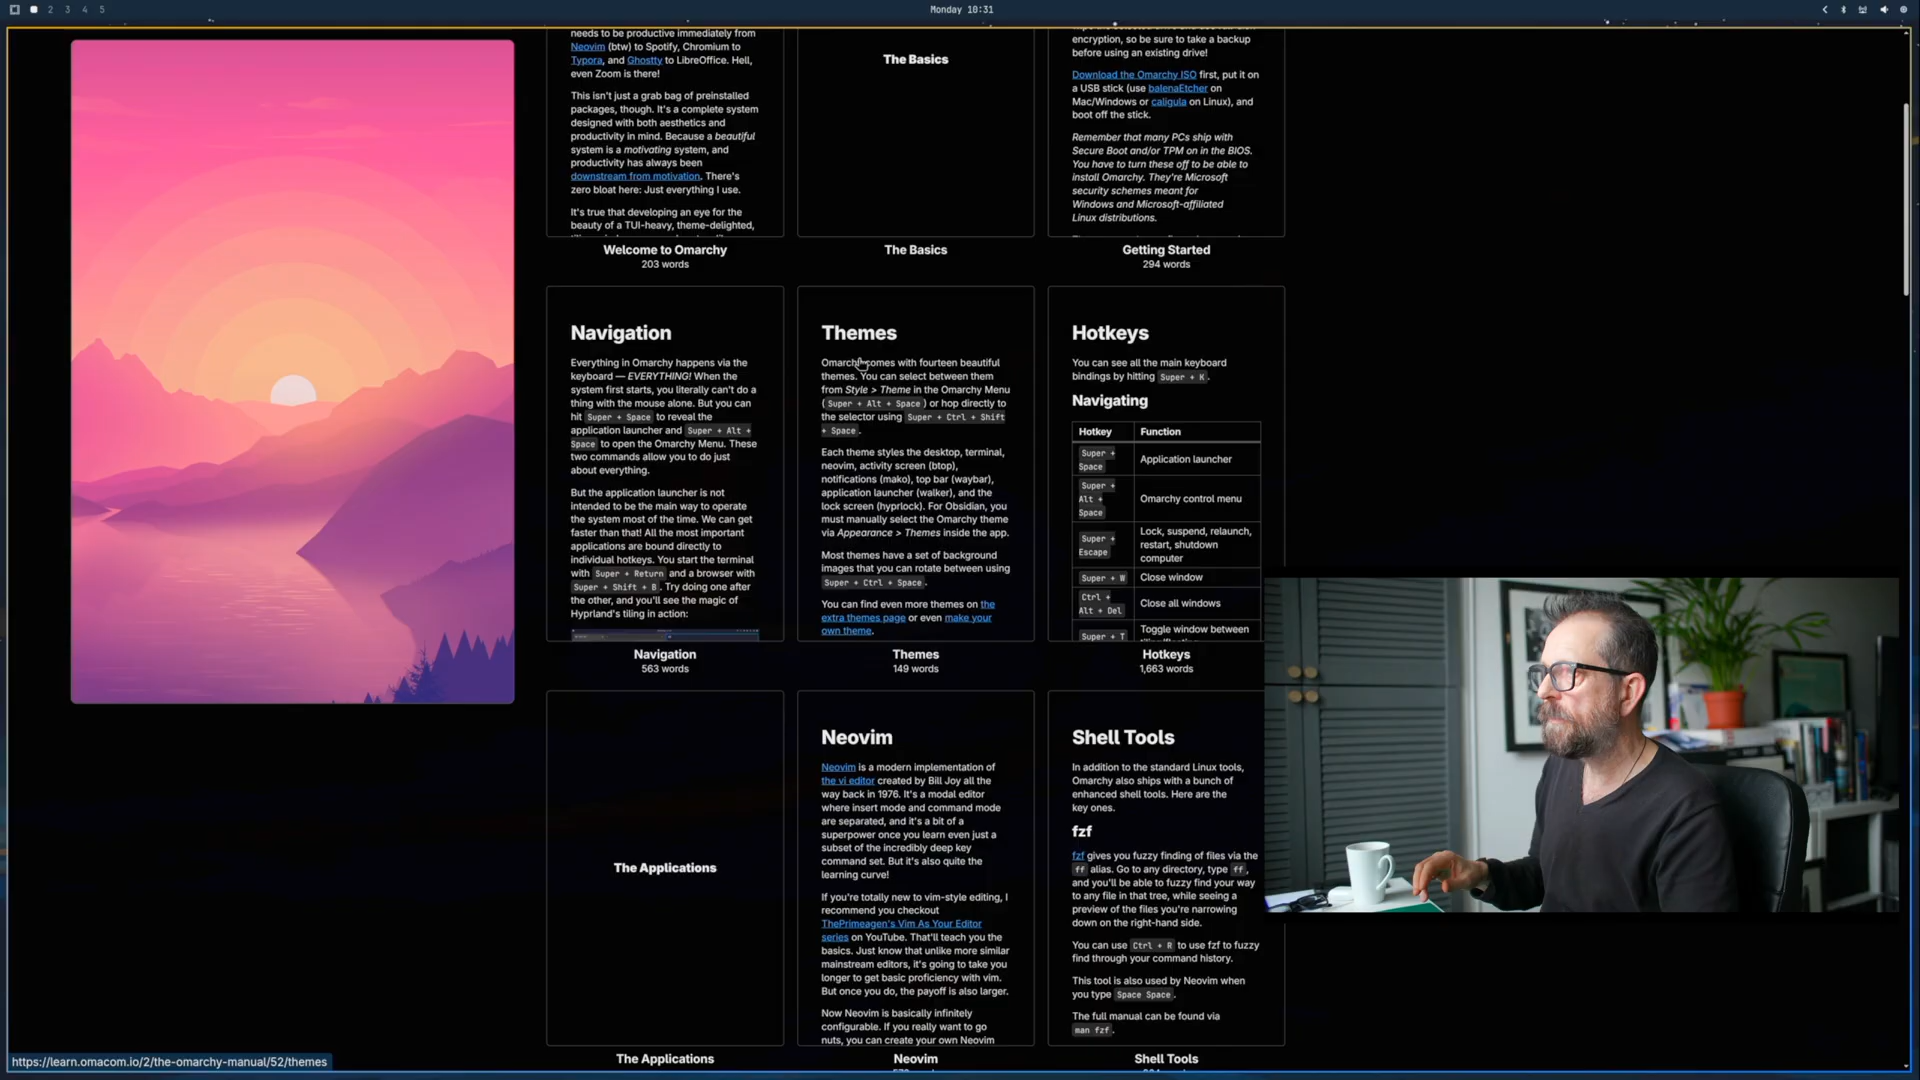 2 3 4 5
Monday 10:31
needs to be productive immediately from
Neovim (btw) to Spotify, Chromium to
Typora, and Ghostty to LibreOffice. Hell,
even Zoom is there!
This isn't just a grab bag of preinstalled
packages, though. It's a complete system
designed with both aesthetics and
productivity in mind. Because a beautiful
system is a motivating system, and
productivity has always been
downstream from motivation. There's
zero bloat here: Just everything I use.
It's true that developing an eye for the
beauty of a TUI-heavy, theme-delighted,
Welcome to Omarchy
203 words
The Basics
The Basics
encryption, so be sure to take a backup
before using an existing drive!
Download the Omarchy ISO first, put it on
a USB stick (use balenaEtcher on
Mac/Windows or caligula on Linux), and
boot off the stick.
Remember that many PCs ship with
Secure Boot and/or TPM on in the BIOS.
You have to turn these off to be able to
install Omarchy. They're Microsoft
security schemes meant for
Windows and Microsoft-affiliated
Linux distributions.
Getting Started
294 words
Navigation
Everything in Omarchy happens via the
keyboard — EVERYTHING! When the
system first starts, you literally can't do a
thing with the mouse alone. But you can
hit Super + Space to reveal the
application launcher and Super + Alt +
Space to open the Omarchy Menu. These
two commands allow you to do just
about everything.
But the application launcher is not
intended to be the main way to operate
the system most of the time. We can get
faster than that! All the most important
applications are bound directly to
individual hotkeys. You start the terminal
with Super + Return and a browser with
Super + Shift + B. Try doing one after
the other, and you'll see the magic of
Hyprland's tiling in action:
Navigation
563 words
Themes
Omarchy comes with fourteen beautiful
themes. You can select between them
from Style > Theme in the Omarchy Menu
( Super + Alt + Space ) or hop directly to
the selector using Super + Ctrl + Shift
+ Space.
Each theme styles the desktop, terminal,
neovim, activity screen (btop),
notifications (mako), top bar (waybar),
application launcher (walker), and the
lock screen (hyprlock). For Obsidian, you
must manually select the Omarchy theme
via Appearance > Themes inside the app.
Most themes have a set of background
images that you can rotate between using
Super + Ctrl + Space.
You can find even more themes on the
extra themes page or even make your
own theme.
Themes
149 words
Hotkeys
You can see all the main keyboard
bindings by hitting Super + K.
Navigating
Hotkey Function
Super + Space Application launcher
Super + Alt + Space Omarchy control menu
Super + Escape Lock, suspend, relaunch, restart, shutdown computer
Super + W Close window
Ctrl + Alt + Del Close all windows
Super + T Toggle window between
Hotkeys
1,663 words
The Applications
The Applications
Neovim
Neovim is a modern implementation of
the vi editor created by Bill Joy all the
way back in 1976. It's a modal editor
where insert mode and command mode
are separated, and it's a bit of a
superpower once you learn even just a
subset of the incredibly deep key
command set. But it's also quite the
learning curve!
If you're totally new to vim-style editing, I
recommend you checkout
ThePrimeagen's Vim As Your Editor
series on YouTube. That'll teach you the
basics. Just know that unlike more similar
mainstream editors, it's going to take you
longer to get basic proficiency with vim.
But once you do, the payoff is also larger.
Now Neovim is basically infinitely
configurable. If you really want to go
nuts, you can create your own Neovim
Neovim
Shell Tools
In addition to the standard Linux tools,
Omarchy also ships with a bunch of
enhanced shell tools. Here are the
key ones.
fzf
fzf gives you fuzzy finding of files via the
ff alias. Go to any directory, type ff,
and you'll be able to fuzzy find your way
to any file in that tree, while seeing a
preview of the files you're narrowing
down on the right-hand side.
You can use Ctrl + R to use fzf to fuzzy
find through your command history.
This tool is also used by Neovim when
you type Space Space.
The full manual can be found via
man fzf.
Shell Tools
https://learn.omacom.io/2/the-omarchy-manual/52/themes